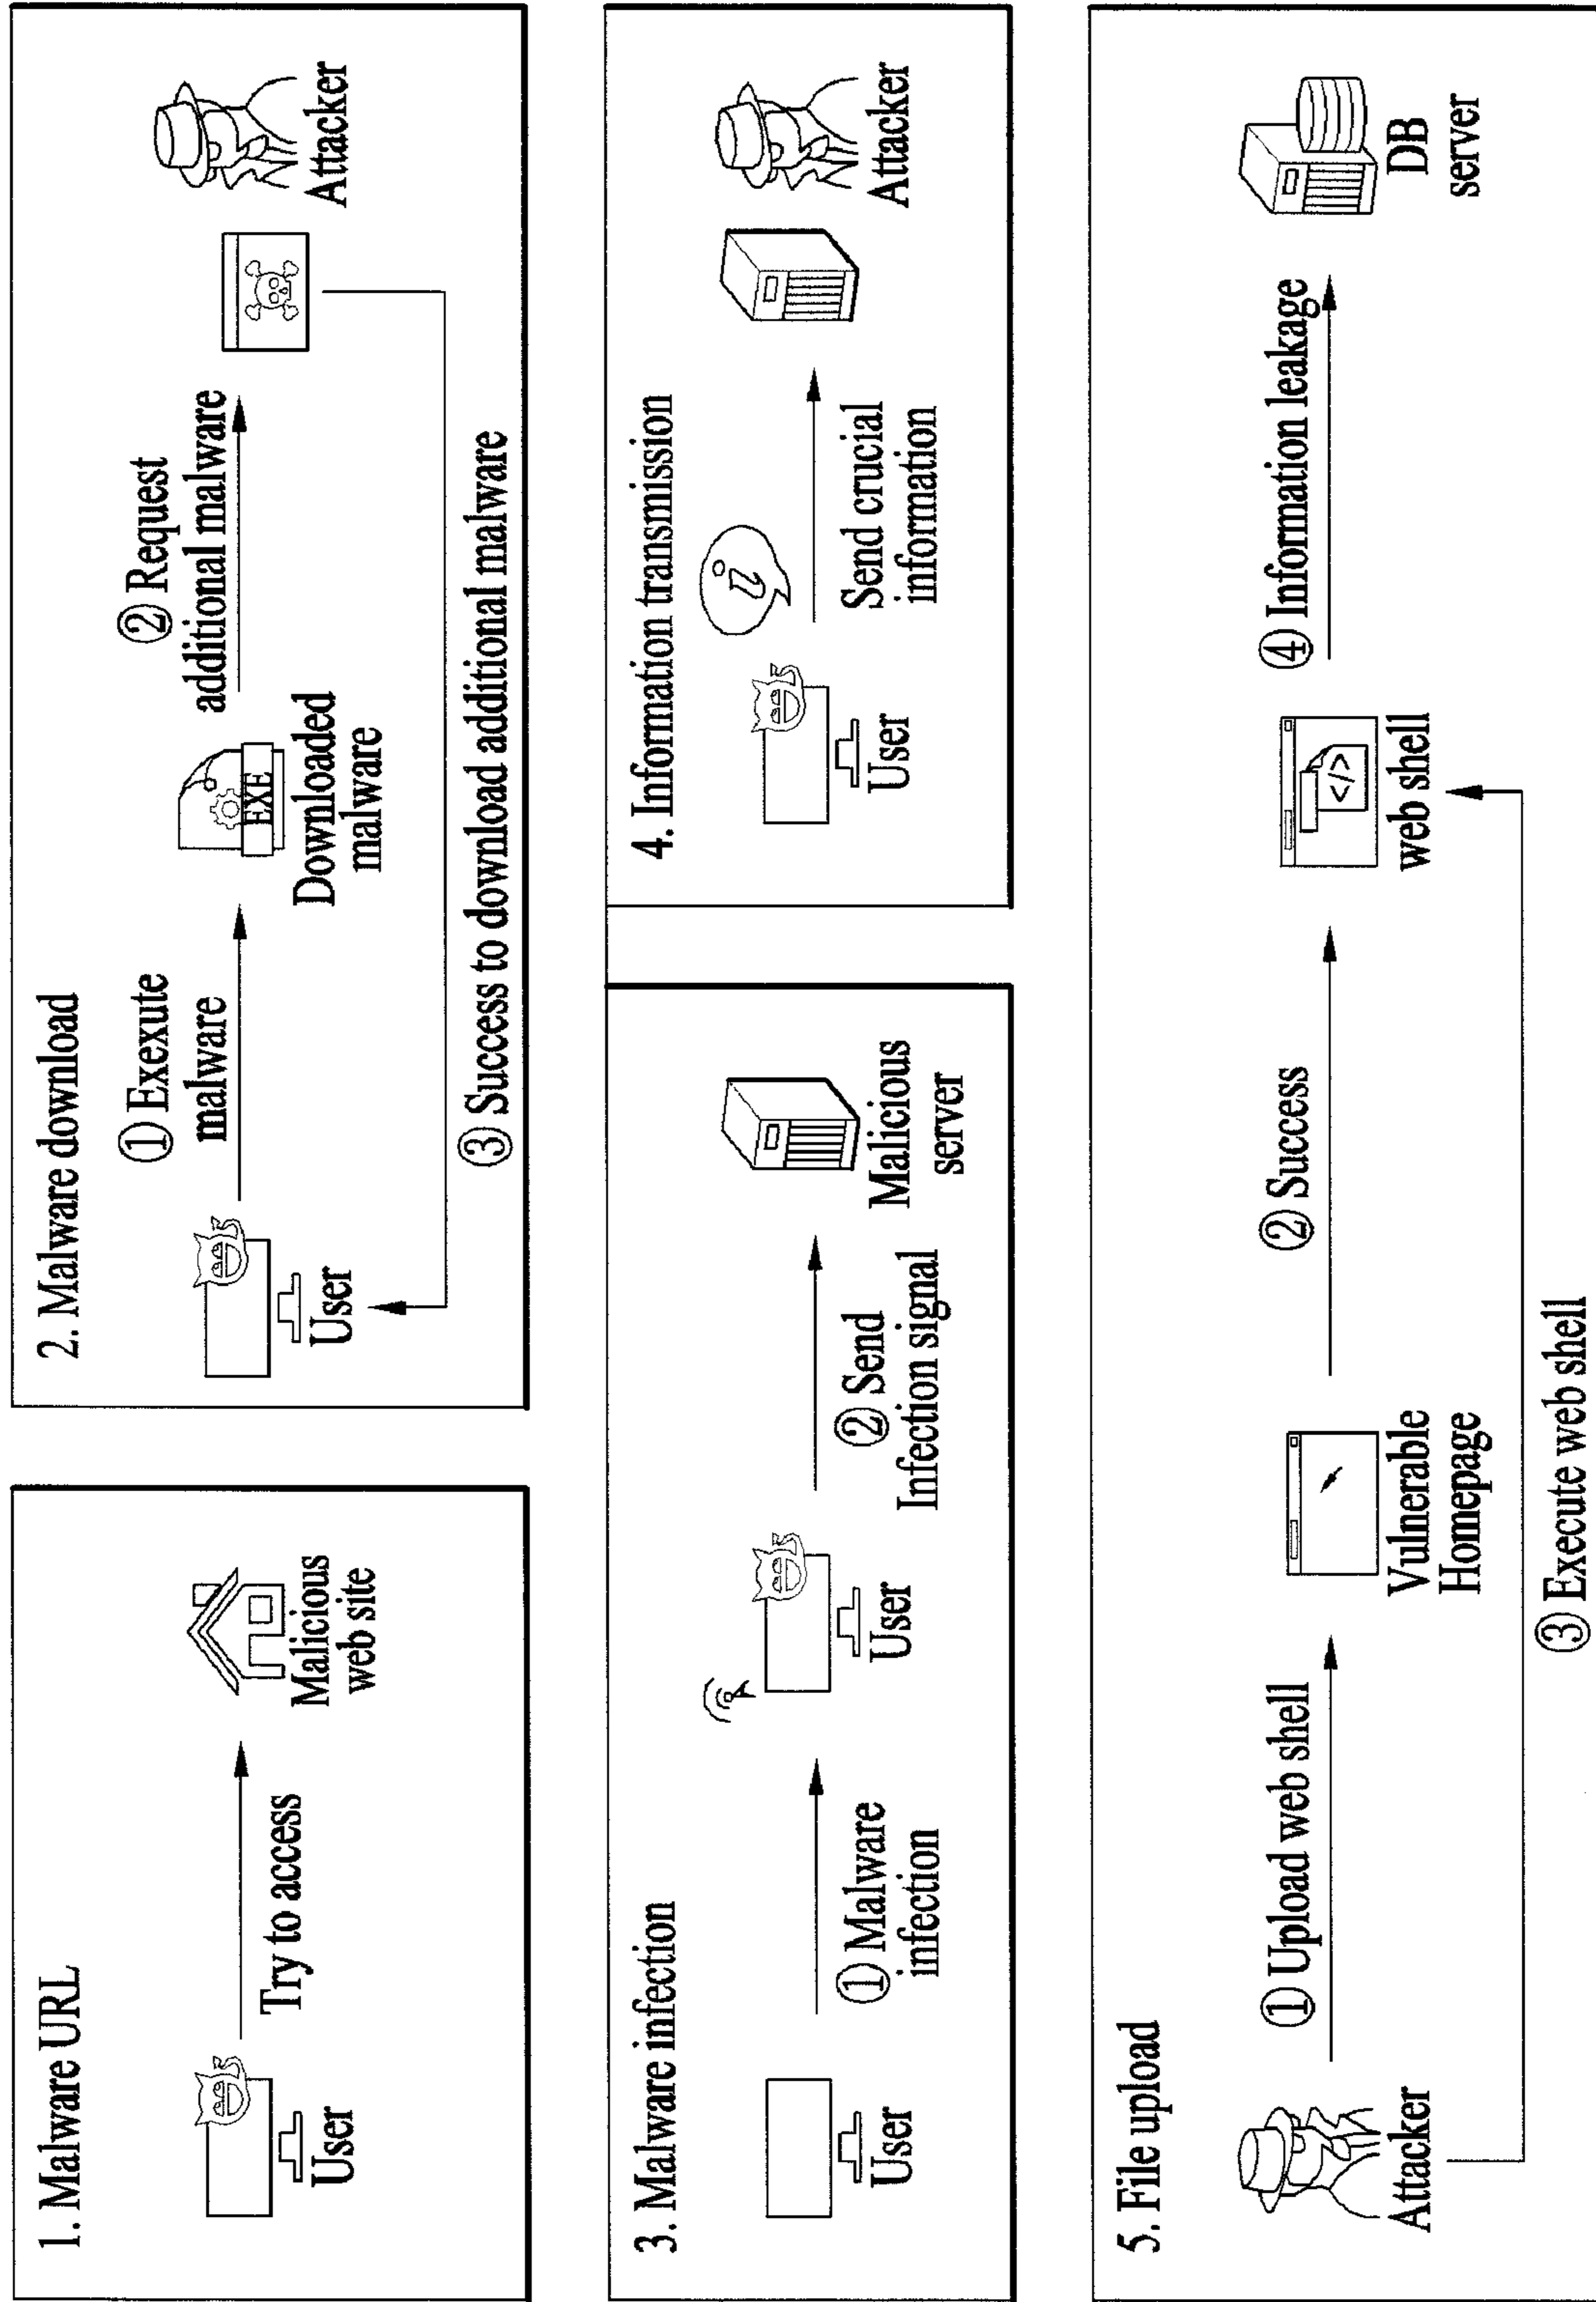 1. Malware URL
Try to access
User
Malicious
web site
2. Malware download
① Exexute
malware
② Request
additional malware
User
EXE
Downloaded
malware
Attacker
③ Success to download additional malware
3. Malware infection
① Malware
infection
② Send
Infection signal
User
User
Malicious
server
4. Information transmission
i
Send crucial
information
User
Attacker
5. File upload
① Upload web shell
② Success
④ Information leakage
</>
Attacker
Vulnerable
Homepage
web shell
DB
server
③ Execute web shell